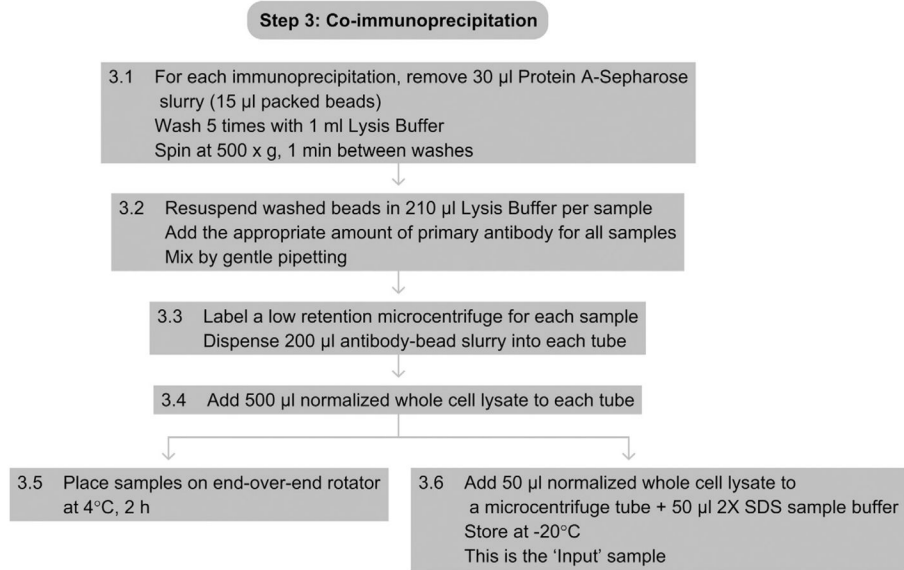 Step 3: Co-immunoprecipitation
3.1 For each immunoprecipitation, remove 30 µl Protein A-Sepharose
slurry (15 µl packed beads)
Wash 5 times with 1 ml Lysis Buffer
Spin at 500 x g, 1 min between washes
3.2 Resuspend washed beads in 210 µl Lysis Buffer per sample
Add the appropriate amount of primary antibody for all samples
Mix by gentle pipetting
3.3 Label a low retention microcentrifuge for each sample
Dispense 200 µl antibody-bead slurry into each tube
3.4 Add 500 µl normalized whole cell lysate to each tube
3.5 Place samples on end-over-end rotator
at 4°C, 2 h
3.6 Add 50 µl normalized whole cell lysate to
a microcentrifuge tube + 50 µl 2X SDS sample buffer
Store at -20°C
This is the ‘Input’ sample